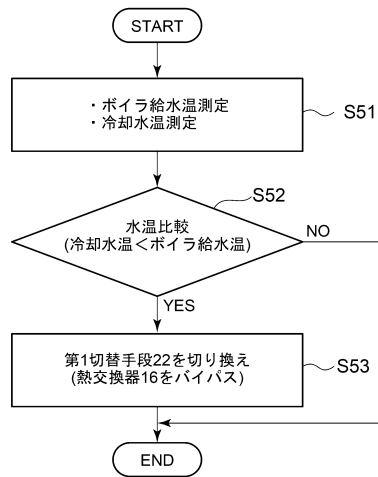 START
・ボイラ給水温測定
・冷却水温測定
S51
S52
水温比較
(冷却水温<ボイラ給水温)
NO
YES
第1切替手段22を切り換え
(熱交換器16をバイパス)
S53
END